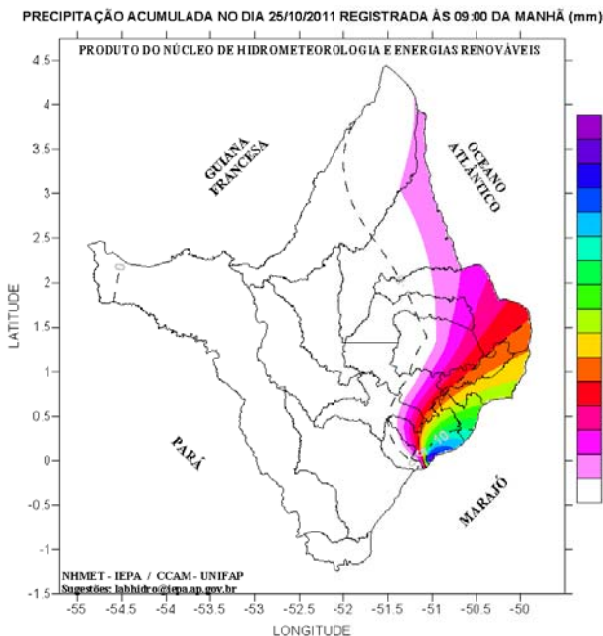 PRECIPITAÇÃO ACUMULADA NO DIA 25/10/2011 REGISTRADA ÀS 09:00 DA MANHÃ (mm)
PRODUTO DO NÚCLEO DE HIDROMETEOROLOGIA E ENERGIAS RENOVÁVEIS
4.5
4
3.5
3
2.5
2
1.5
1
0.5
0
-0.5
-1
-1.5
LATITUDE
GUIANA
FRANCESA
OCEANO
ATLÂNTICO
0
10
PARÁ
MARAJÓ
NHMET - IEPA / CCAM - UNIFAP
Sugestões: labhidro@iepa.ap.gov.br
-55
-54.5
-54
-53.5
-53
-52.5
-52
-51.5
-51
-50.5
-50
LONGITUDE